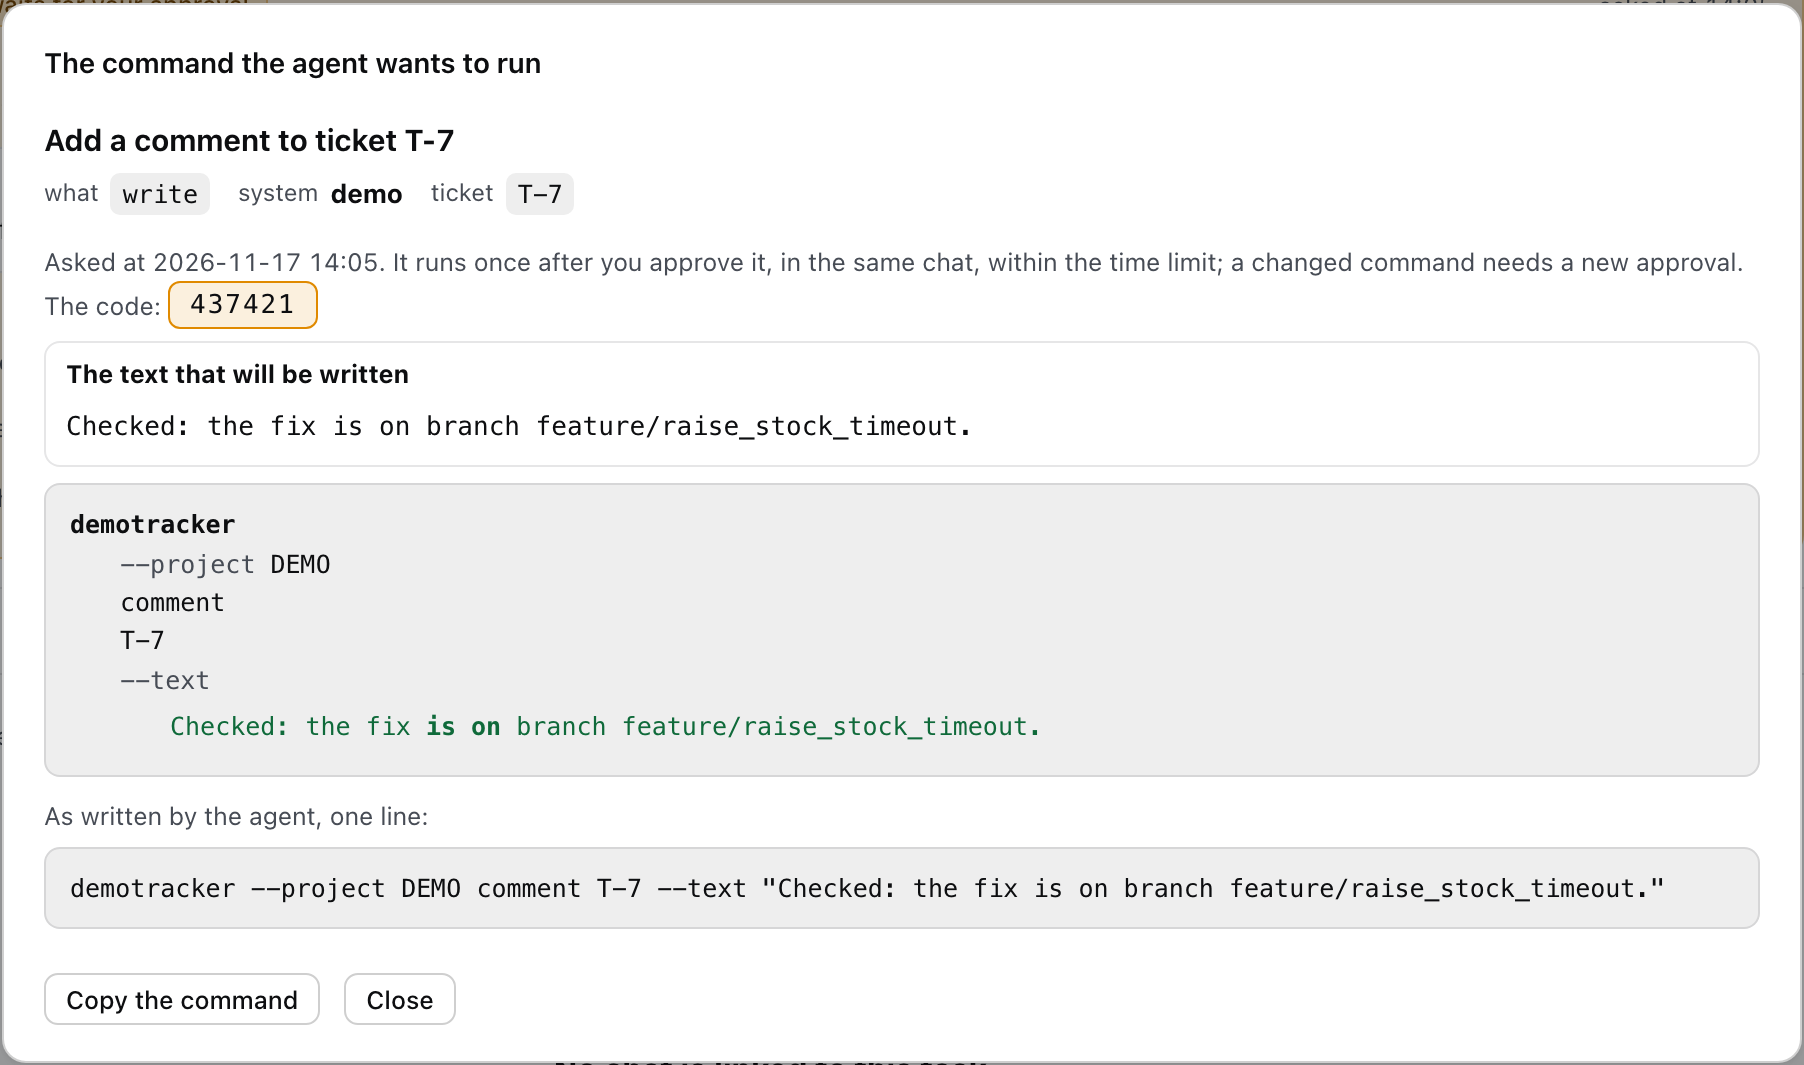 The command the agent wants to run
Add a comment to ticket T-7
what write system demo ticket T-7
Asked at 2026-11-17 14:05. It runs once after you approve it, in the same chat, within the time limit; a changed command needs a new approval.
The code: 437421
The text that will be written
Checked: the fix is on branch feature/raise_stock_timeout.
demotracker
--project DEMO
comment
T-7
--text
Checked: the fix is on branch feature/raise_stock_timeout.
As written by the agent, one line:
demotracker --project DEMO comment T-7 --text "Checked: the fix is on branch feature/raise_stock_timeout."
Copy the command Close